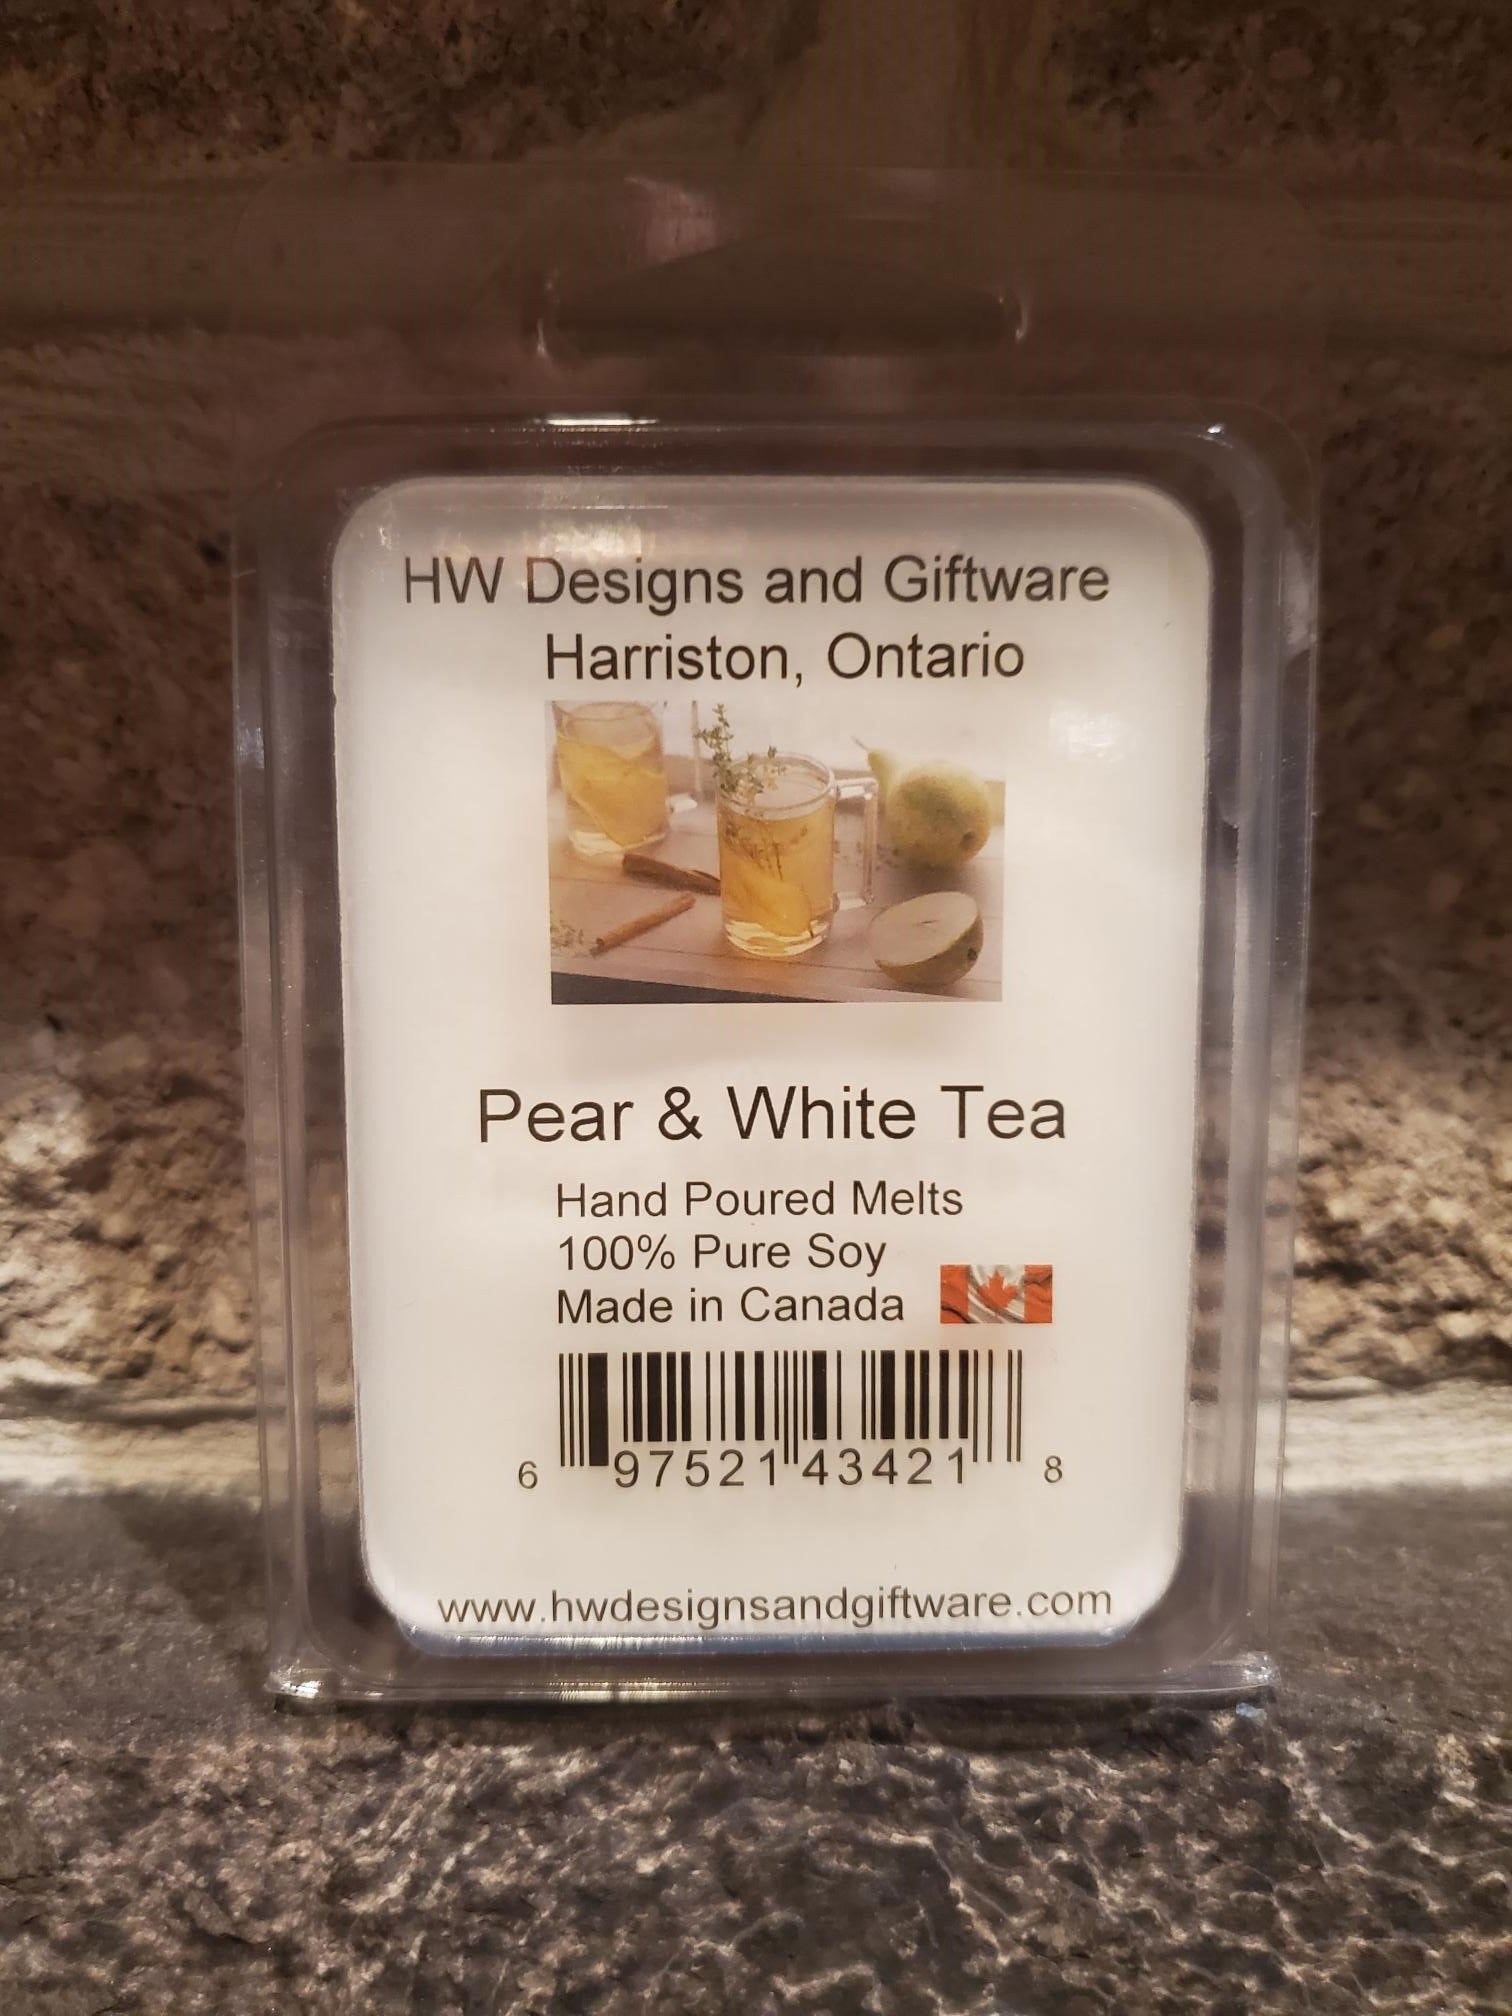 HW Designs and Giftware
Harriston, Ontario
Pear & White Tea
Hand Poured Melts
100% Pure Soy
Made in Canada
6 97521 43421 8
www.hwdesignsandgiftware.com